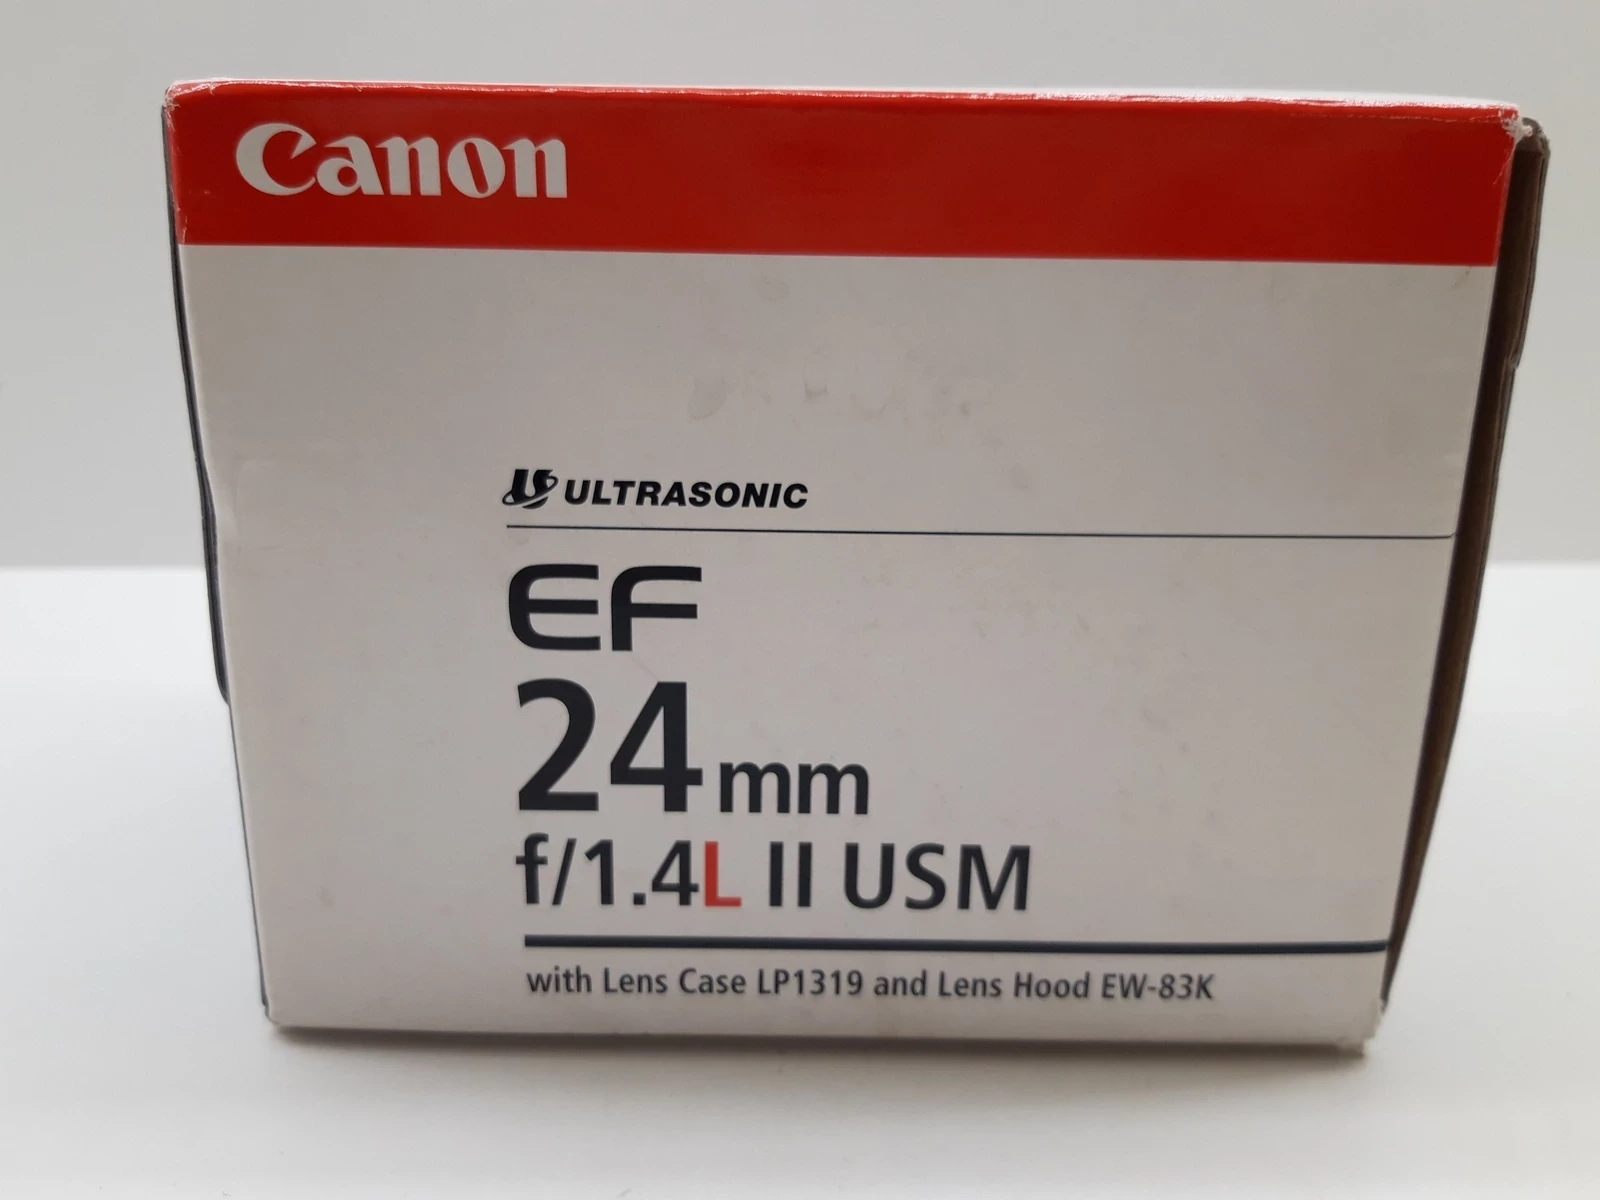 Canon
ULTRASONIC
EF
24mm
f/1.4L II USM
with Lens Case LP1319 and Lens Hood EW-83K